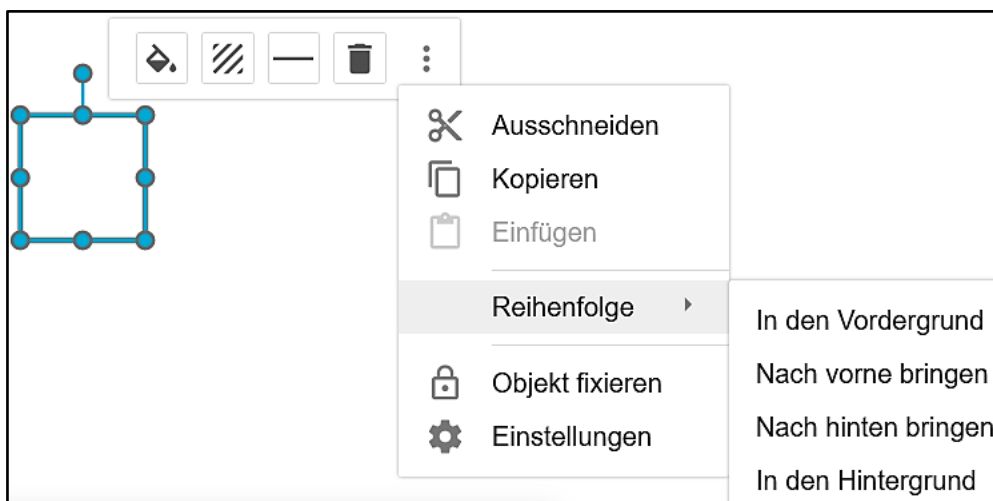 Ausschneiden
Kopieren
Einfügen
Reihenfolge
In den Vordergrund
Nach vorne bringen
Nach hinten bringen
In den Hintergrund
Objekt fixieren
Einstellungen